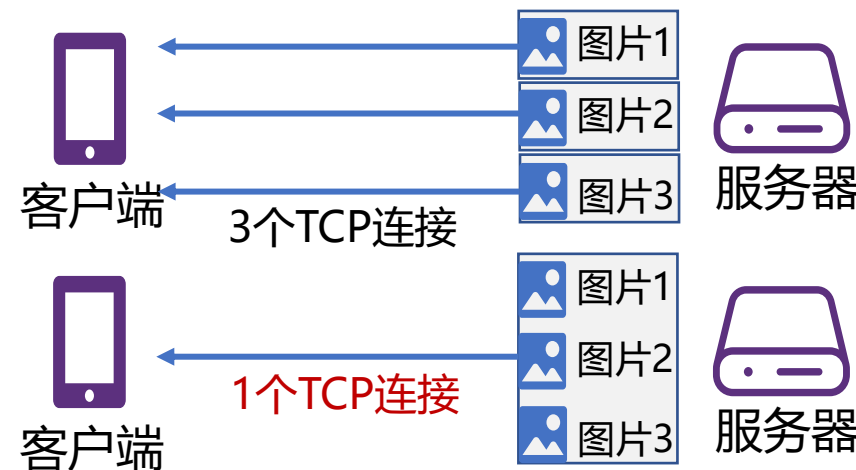 图片1
图片2
图片3
客户端
服务器
3个TCP连接
图片1
图片2
1个TCP连接
图片3
客户端
服务器